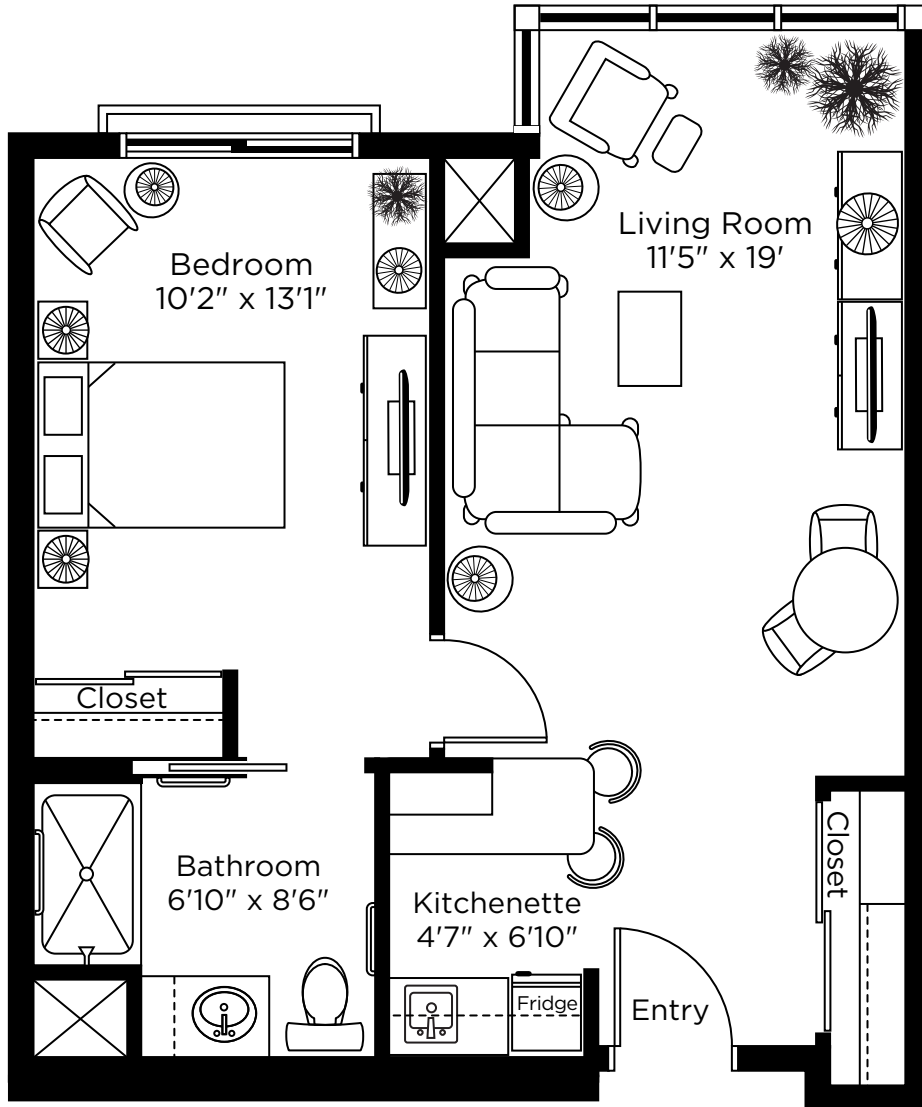 Living Room
11'5" x 19'
Bedroom
10'2" x 13'1"
Closet
Closet
Bathroom
6'10" x 8'6"
Kitchenette
4'7" x 6'10"
Fridge
Entry